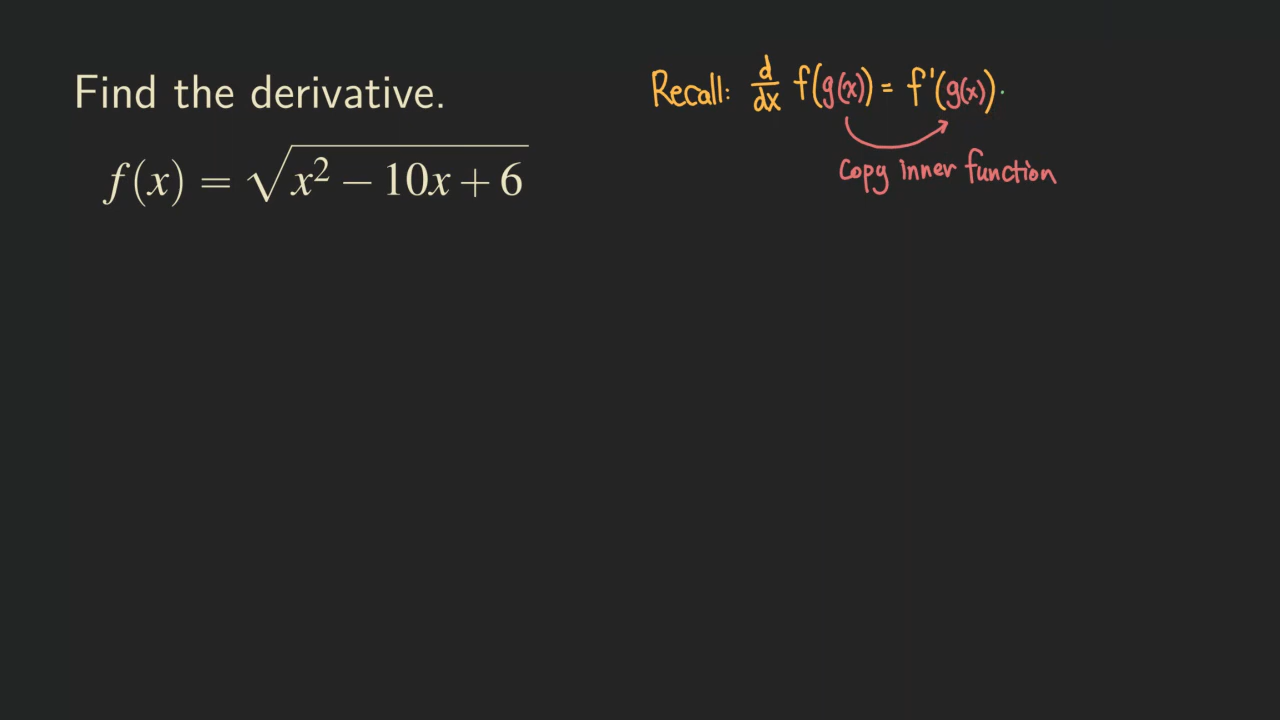 Find the derivative.
Recall: d/dx f(g(x)) = f'(g(x)) ·
f(x) = √(x² − 10x + 6)
Copy inner function